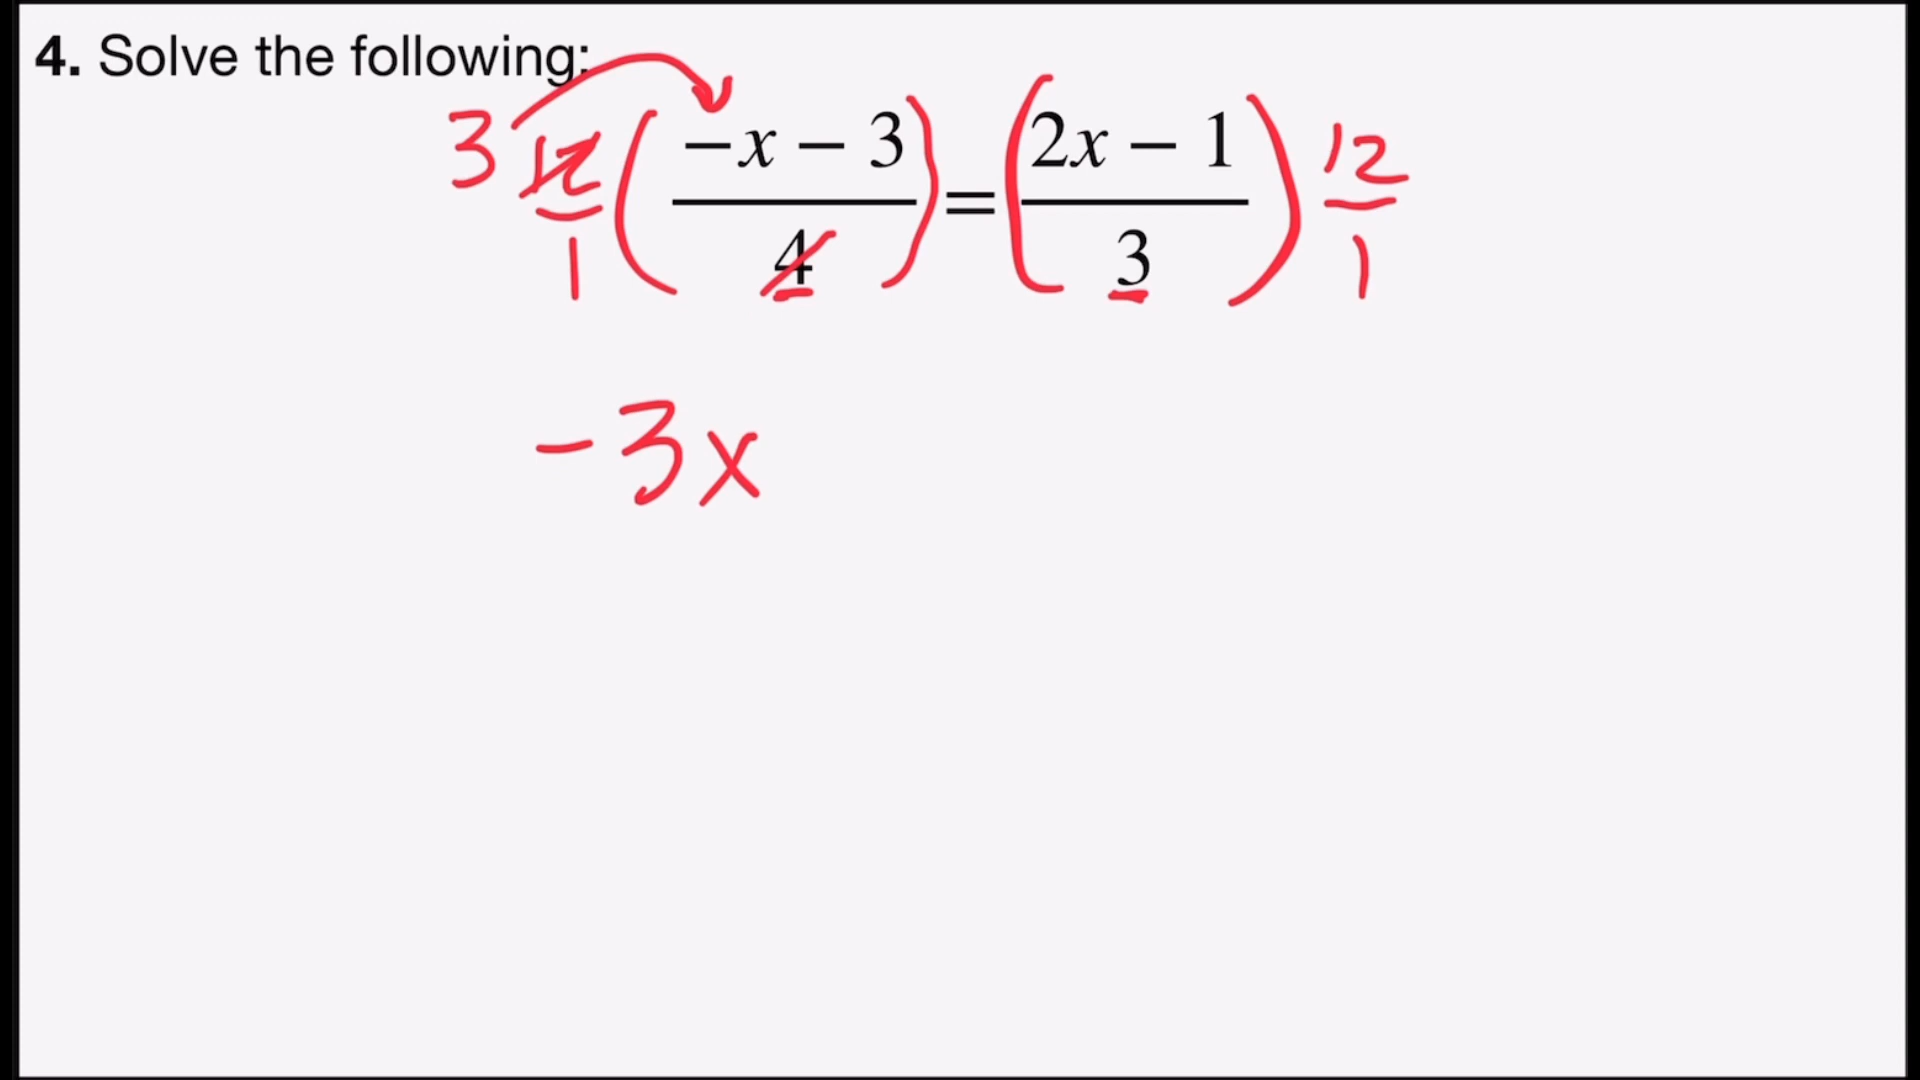 4. Solve the following:
3 12/1 ( (−x − 3)/4 ) = ( (2x − 1)/3 ) 12/1
−3x